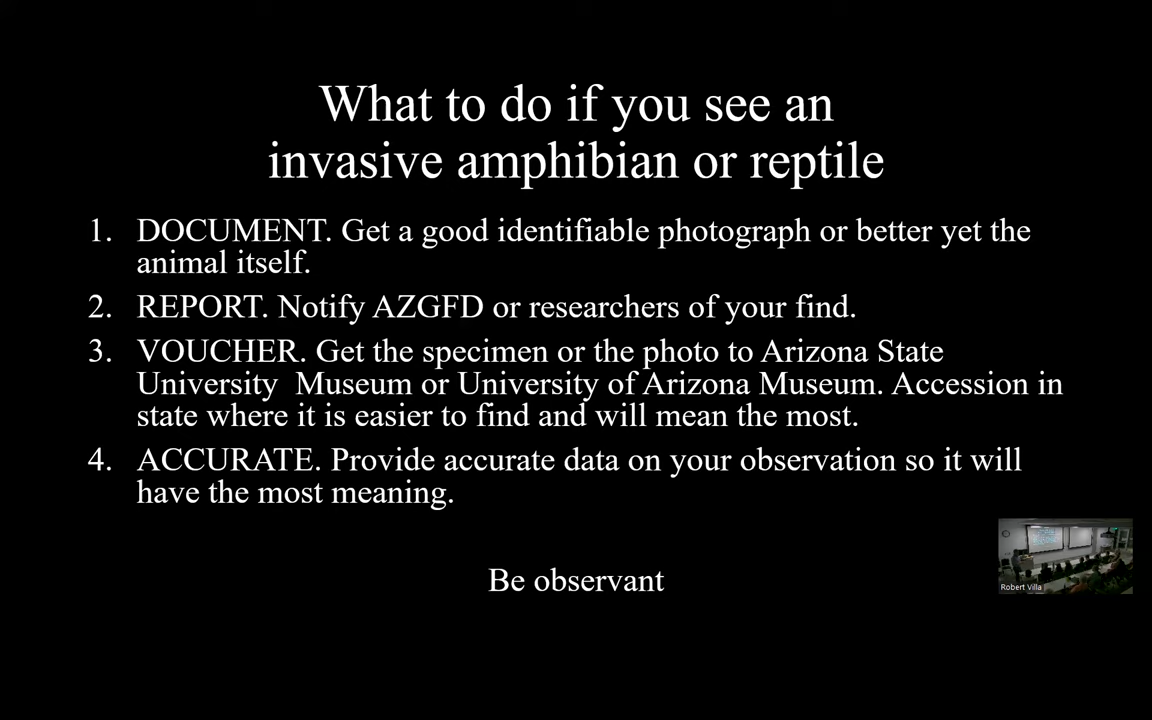 What to do if you see an
invasive amphibian or reptile
1. DOCUMENT. Get a good identifiable photograph or better yet the
animal itself.
2. REPORT. Notify AZGFD or researchers of your find.
3. VOUCHER. Get the specimen or the photo to Arizona State
University  Museum or University of Arizona Museum. Accession in
state where it is easier to find and will mean the most.
4. ACCURATE. Provide accurate data on your observation so it will
have the most meaning.
Be observant
Robert Villa